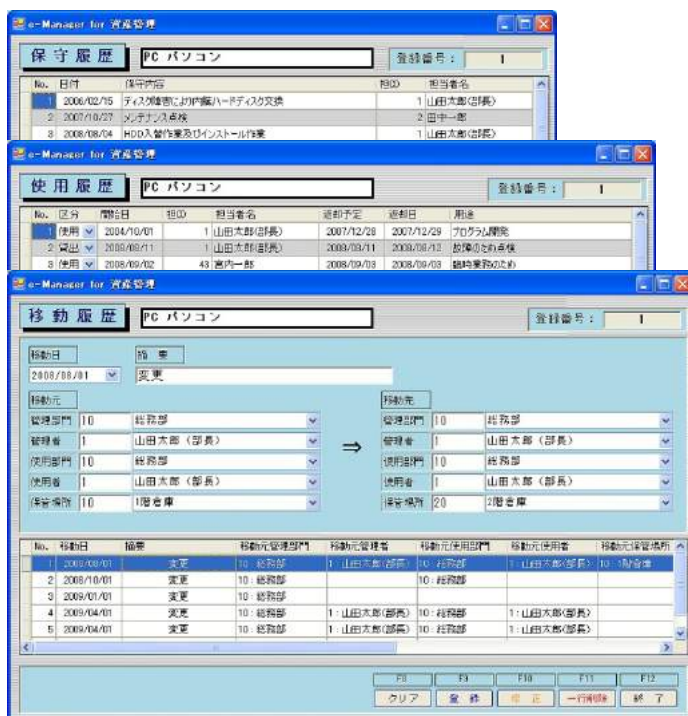 e-Manager for 資産管理
保守履歴 PC パソコン 登録番号： 1
No. 日付 保守内容 担ID 担当者名
1 2006/02/15 ディスク障害により内臓ハードディスク交換 1 山田太郎(部長)
2 2007/10/27 メンテナンス点検 2 田中一郎
3 2008/08/04 HDD入替作業及びインストール作業 1 山田太郎(部長)
e-Manager for 資産管理
使用履歴 PC パソコン 登録番号： 1
No. 区分 開始日 担ID 担当者名 返却予定 返却日 用途
1 使用 2004/10/01 1 山田太郎(部長) 2007/12/28 2007/12/29 プログラム開発
2 貸出 2008/08/11 1 山田太郎(部長) 2008/08/11 2008/08/12 故障のため点検
3 使用 2008/09/02 43 宮内一郎 2008/09/03 2008/09/03 臨時業務のため
e-Manager for 資産管理
移動履歴 PC パソコン 登録番号： 1
移動日 摘要
2008/08/01 変更
移動元 移動先
管理部門 10 総務部 管理部門 10 総務部
管理者 1 山田太郎（部長） ⇒ 管理者 1 山田太郎（部長）
使用部門 10 総務部 使用部門 10 総務部
使用者 1 山田太郎（部長） 使用者 1 山田太郎（部長）
保管場所 10 1階倉庫 保管場所 20 2階倉庫
No. 移動日 摘要 移動元管理部門 移動元管理者 移動元使用部門 移動元使用者 移動元保管場所
1 2008/08/01 変更 10：総務部 1：山田太郎(部長) 10：総務部 1：山田太郎(部長) 10：1階倉庫
2 2008/10/01 変更 10：総務部 10：総務部
3 2009/01/01 変更 10：総務部
4 2009/04/01 変更 10：総務部 1：山田太郎(部長) 10：総務部 1：山田太郎(部長)
5 2009/04/01 変更 10：総務部 1：山田太郎(部長) 10：総務部 1：山田太郎(部長)
F8 F9 F10 F11 F12
クリア 登録 修正 一行削除 終了